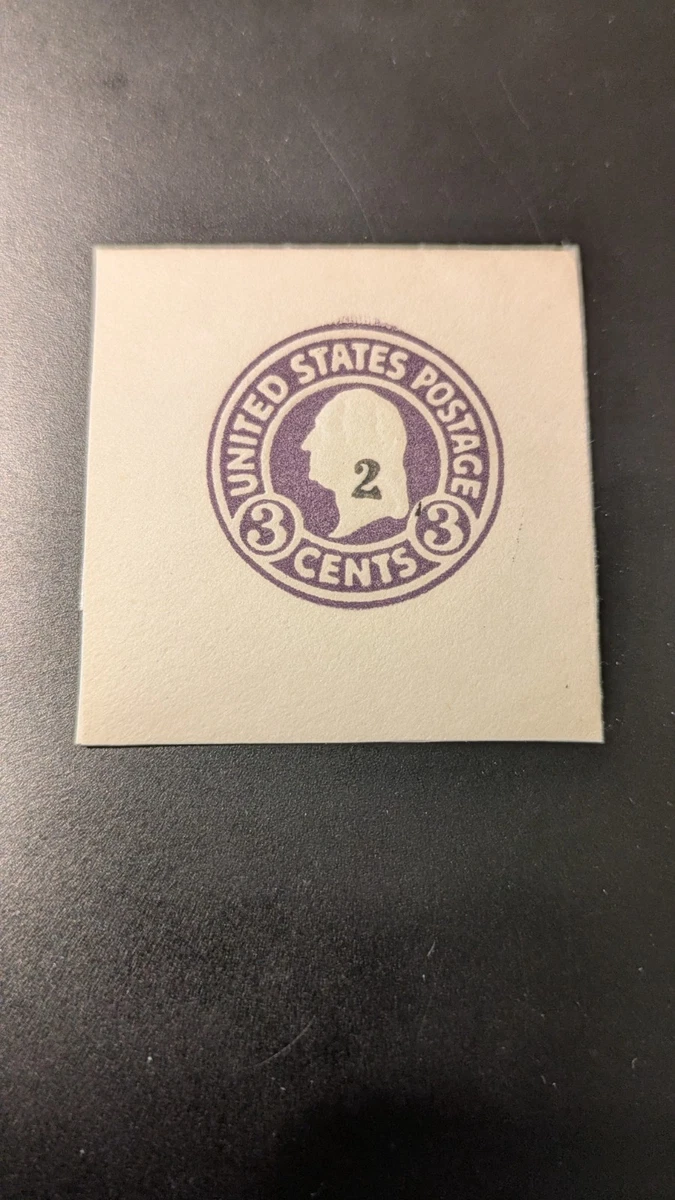 UNITED STATES POSTAGE
2
3 3
CENTS